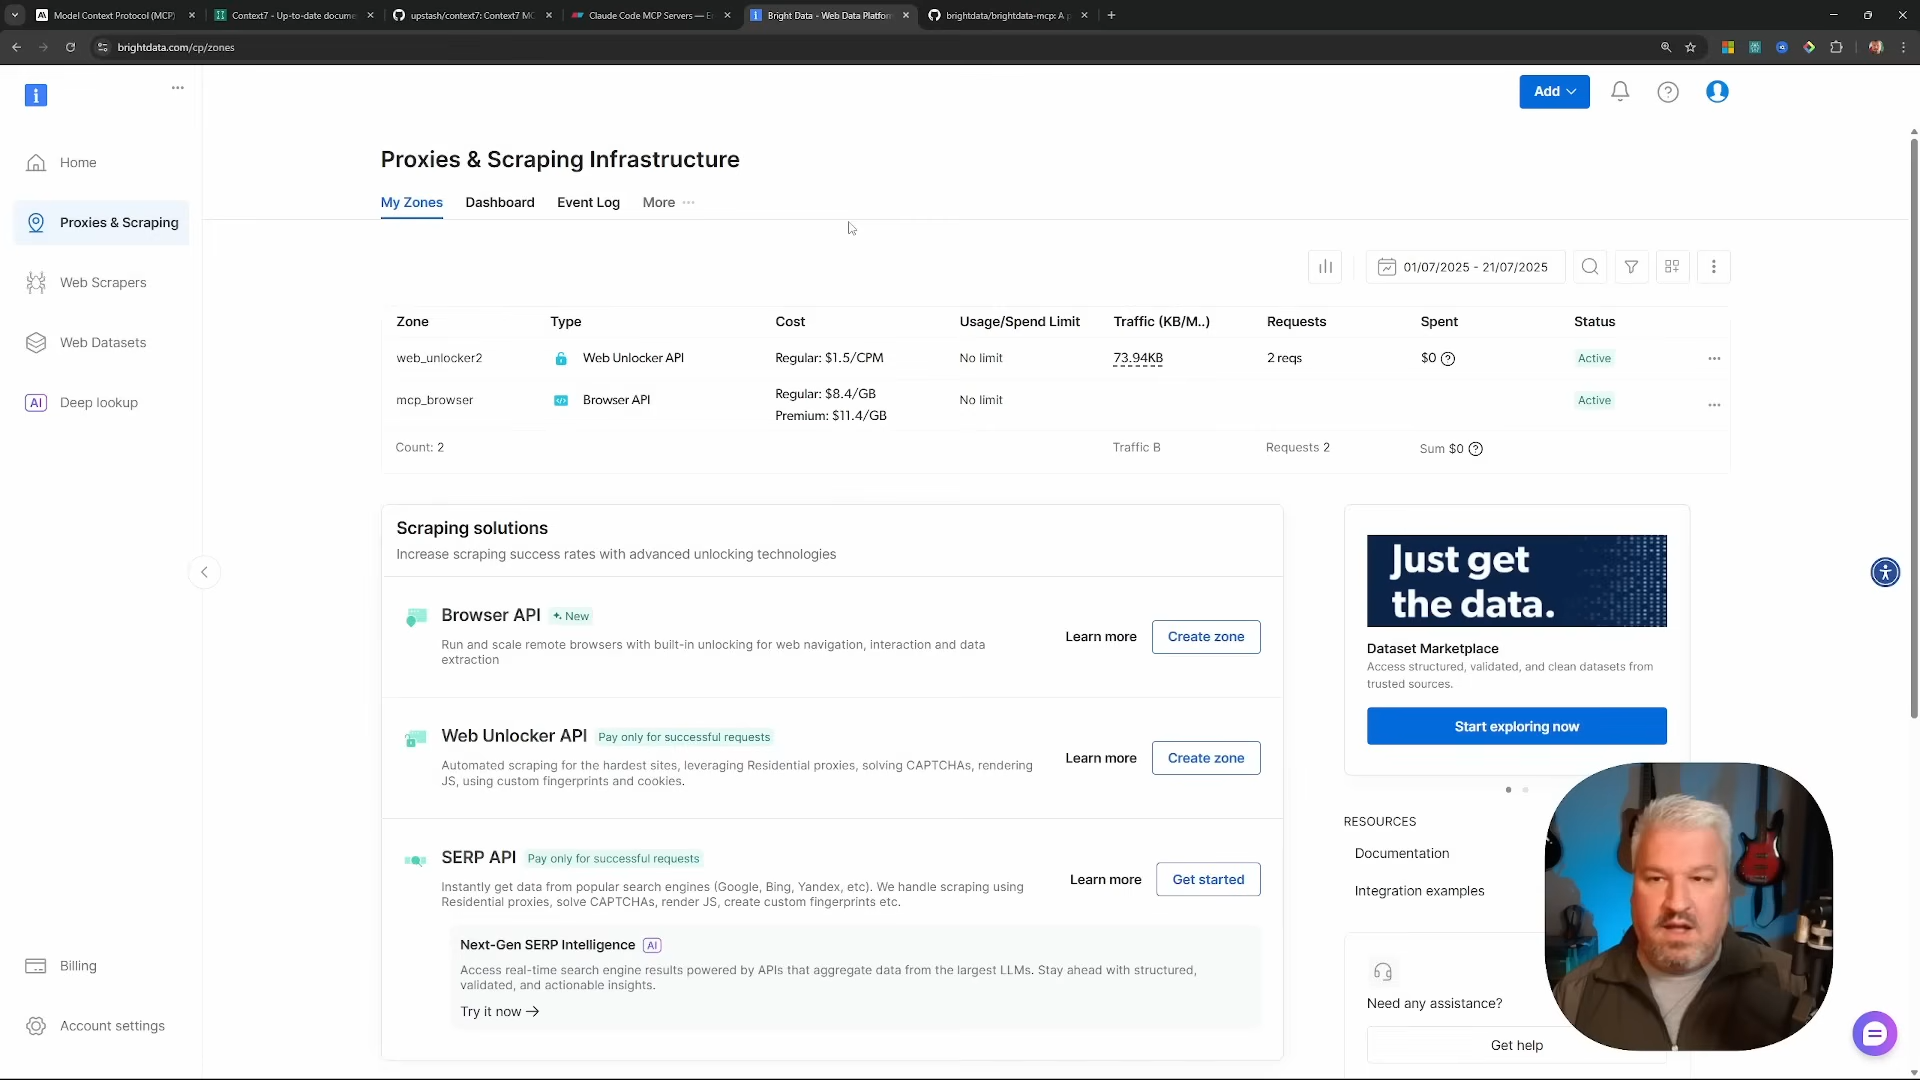 Model Context Protocol (MCP)
Context7 - Up-to-date docume
upstash/context7: Context7 MC
Claude Code MCP Servers — E
Bright Data - Web Data Platform
brightdata/brightdata-mcp: A p
brightdata.com/cp/zones
Add
Home
Proxies & Scraping
Web Scrapers
Web Datasets
AI Deep lookup
Billing
Account settings
Proxies & Scraping Infrastructure
My Zones Dashboard Event Log More
01/07/2025 - 21/07/2025
Zone Type Cost Usage/Spend Limit Traffic (KB/M..) Requests Spent Status
web_unlocker2 Web Unlocker API Regular: $1.5/CPM No limit 73.94KB 2 reqs $0 Active
mcp_browser Browser API Regular: $8.4/GB No limit Active
Premium: $11.4/GB
Count: 2 Traffic B Requests 2 Sum $0
Scraping solutions
Increase scraping success rates with advanced unlocking technologies
Browser API New
Run and scale remote browsers with built-in unlocking for web navigation, interaction and data
extraction
Learn more Create zone
Web Unlocker API Pay only for successful requests
Automated scraping for the hardest sites, leveraging Residential proxies, solving CAPTCHAs, rendering
JS, using custom fingerprints and cookies.
Learn more Create zone
SERP API Pay only for successful requests
Instantly get data from popular search engines (Google, Bing, Yandex, etc). We handle scraping using
Residential proxies, solve CAPTCHAs, render JS, create custom fingerprints etc.
Learn more Get started
Next-Gen SERP Intelligence AI
Access real-time search engine results powered by APIs that aggregate data from the largest LLMs. Stay ahead with structured,
validated, and actionable insights.
Try it now
Just get
the data.
Dataset Marketplace
Access structured, validated, and clean datasets from
trusted sources.
Start exploring now
RESOURCES
Documentation
Integration examples
Need any assistance?
Get help